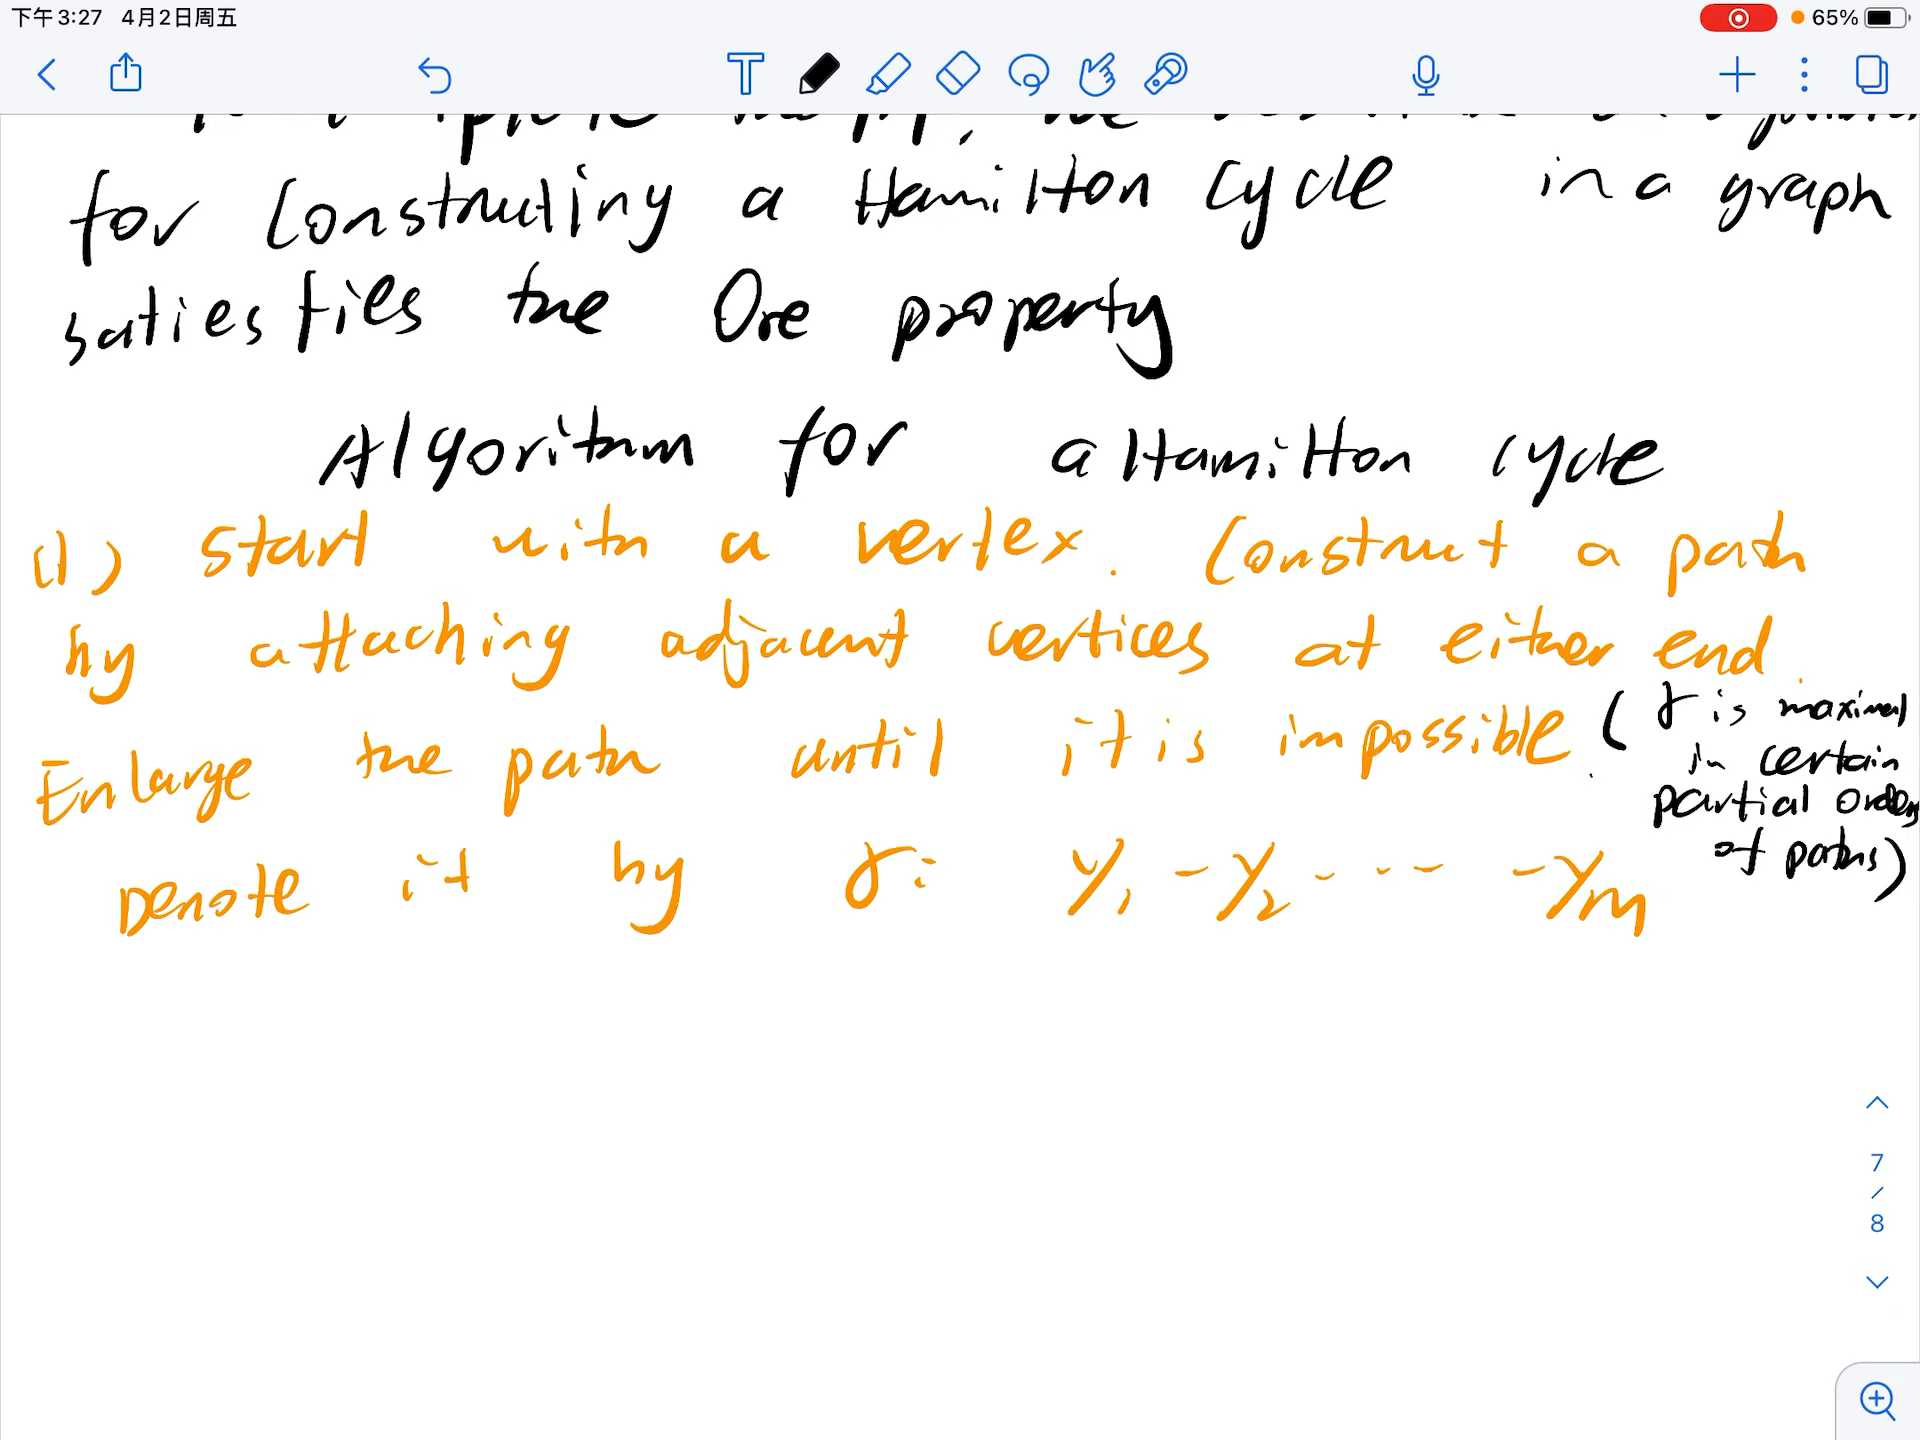 下午3:27 4月2日周五
65%
for constructing a Hamilton cycle in a graph
satiesfies the Ore property
Algorithm for a Hamilton cycle
(1) start with a vertex. Construct a path
by attaching adjacent vertices at either end.
Enlarge the path until it is impossible. (γ is maximal
in certain
partial order
of paths)
Denote it by γ: y₁ - y₂ - ... - yₘ
7
/
8